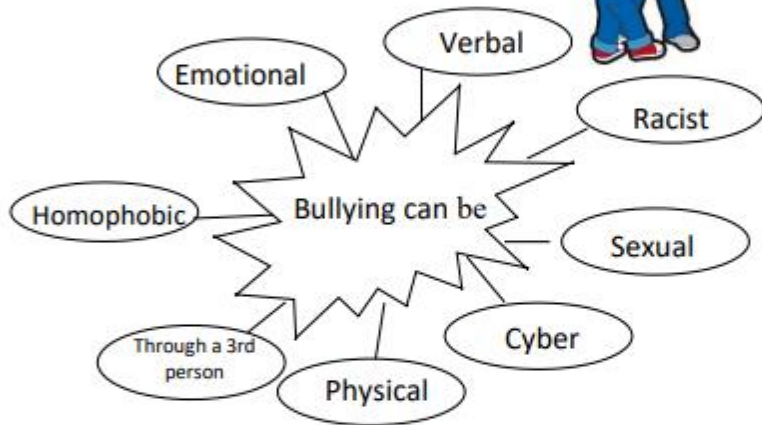 Verbal
Emotional
Racist
Homophobic
Bullying can be
Sexual
Cyber
Through a 3rd
person
Physical